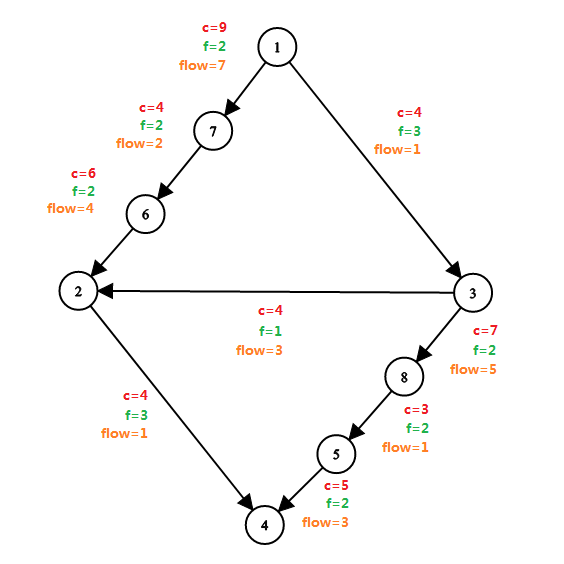 c=9
f=2
flow=7
1
c=4
f=2
flow=2
7
c=4
f=3
flow=1
c=6
f=2
flow=4
6
2
3
c=4
f=1
flow=3
c=7
f=2
flow=5
8
c=4
f=3
flow=1
c=3
f=2
flow=1
5
c=5
f=2
flow=3
4